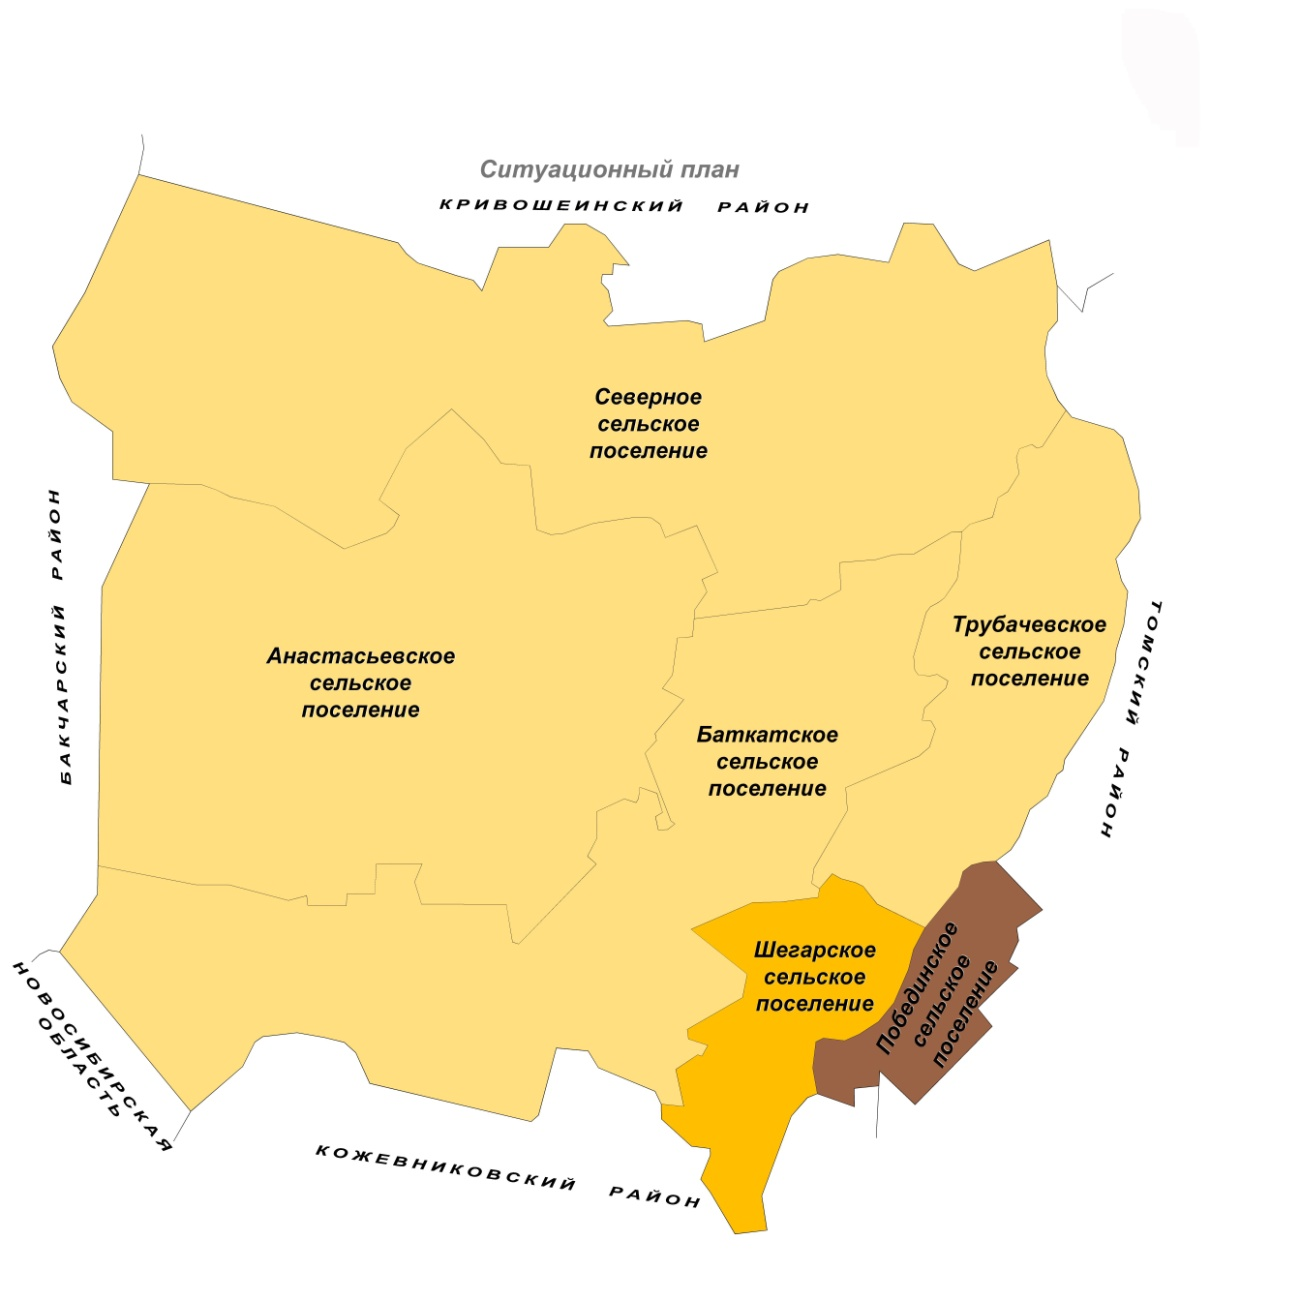 Ситуационный план
КРИВОШЕИНСКИЙ РАЙОН
Северное
сельское
поселение
БАКЧАРСКИЙ РАЙОН
Анастасьевское
сельское
поселение
Трубачевское
сельское
поселение
ТОМСКИЙ РАЙОН
Баткатское
сельское
поселение
Шегарское
сельское
поселение
Побединское
сельское
поселение
НОВОСИБИРСКАЯ
ОБЛАСТЬ
КОЖЕВНИКОВСКИЙ РАЙОН